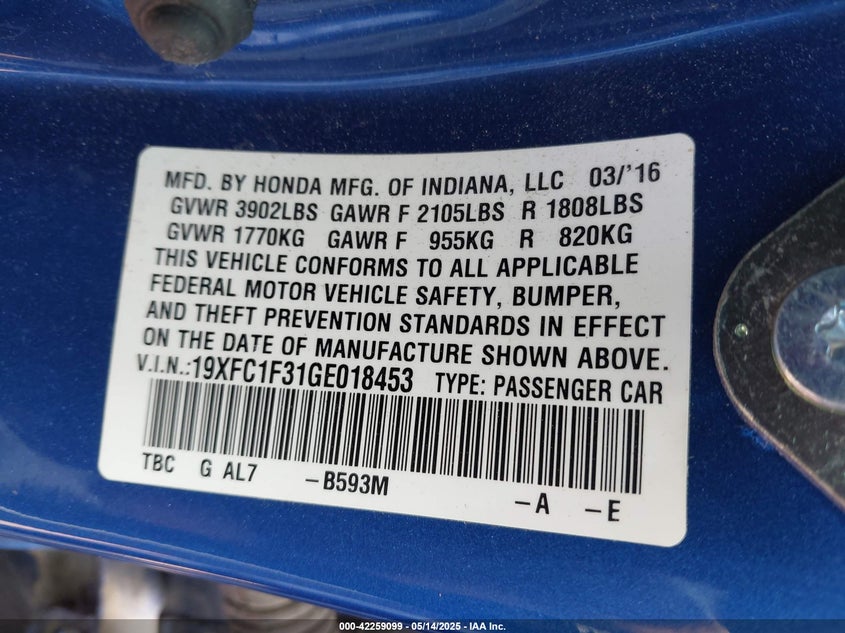 MFD. BY HONDA MFG. OF INDIANA, LLC 03/'16
GVWR 3902LBS GAWR F 2105LBS R 1808LBS
GVWR 1770KG GAWR F 955KG R 820KG
THIS VEHICLE CONFORMS TO ALL APPLICABLE
FEDERAL MOTOR VEHICLE SAFETY, BUMPER,
AND THEFT PREVENTION STANDARDS IN EFFECT
ON THE DATE OF MANUFACTURE SHOWN ABOVE.
V.I.N.:19XFC1F31GE018453 TYPE: PASSENGER CAR
TBC G AL7 -B593M -A -E
000-42259099 - 05/14/2025 - IAA Inc.